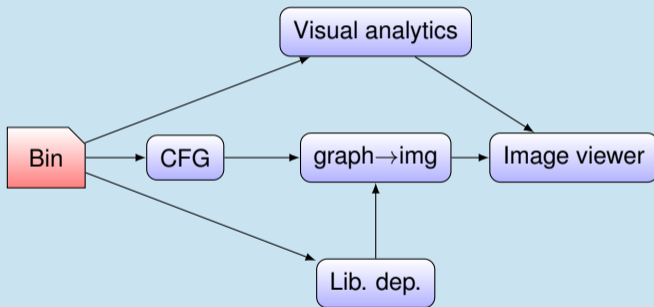 Visual analytics
Bin
CFG
graph→img
Image viewer
Lib. dep.